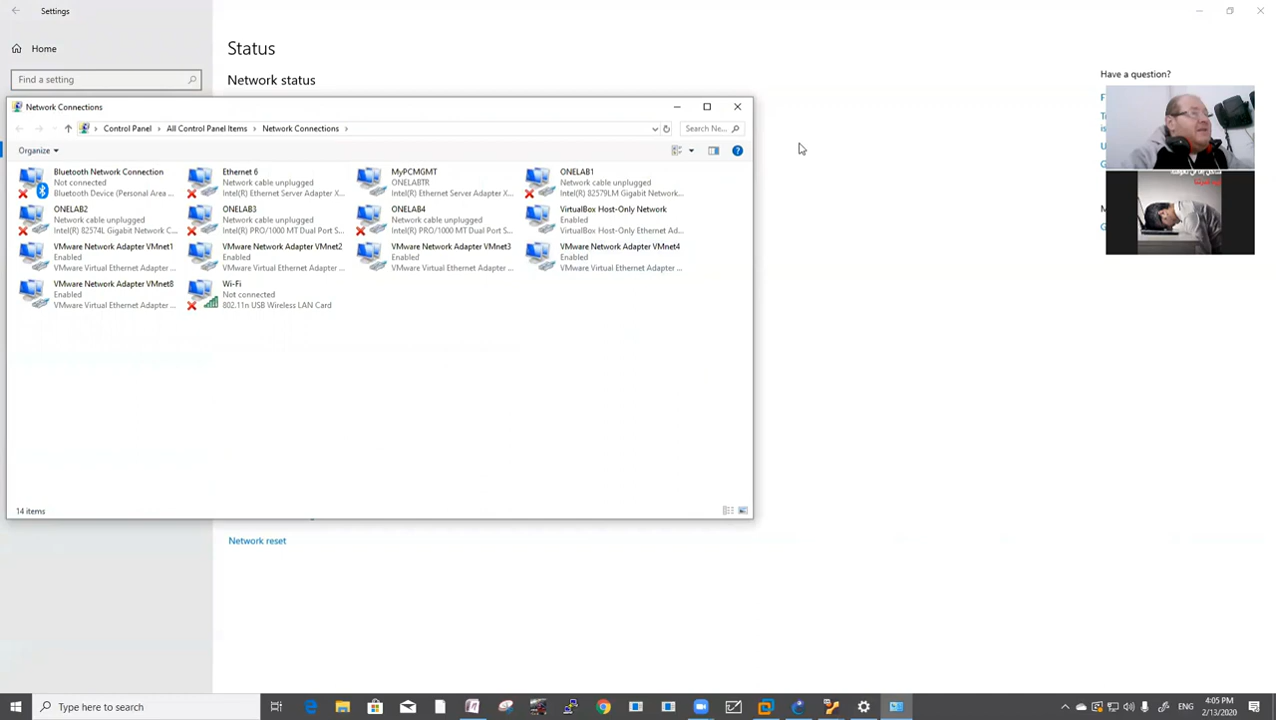 Settings
Home
Find a setting
Status
Network status
Have a question?
Network Connections
Control Panel
All Control Panel Items
Network Connections
Search Ne...
Organize
Bluetooth Network Connection
Not connected
Bluetooth Device (Personal Area ...
Ethernet 6
Network cable unplugged
Intel(R) Ethernet Server Adapter X...
MyPCMGMT
ONELABTR
Intel(R) Ethernet Server Adapter X...
ONELAB1
Network cable unplugged
Intel(R) 82579LM Gigabit Network...
ONELAB2
Network cable unplugged
Intel(R) 82574L Gigabit Network C...
ONELAB3
Network cable unplugged
Intel(R) PRO/1000 MT Dual Port S...
ONELAB4
Network cable unplugged
Intel(R) PRO/1000 MT Dual Port S...
VirtualBox Host-Only Network
Enabled
VirtualBox Host-Only Ethernet Ad...
VMware Network Adapter VMnet1
Enabled
VMware Virtual Ethernet Adapter ...
VMware Network Adapter VMnet2
Enabled
VMware Virtual Ethernet Adapter ...
VMware Network Adapter VMnet3
Enabled
VMware Virtual Ethernet Adapter ...
VMware Network Adapter VMnet4
Enabled
VMware Virtual Ethernet Adapter ...
VMware Network Adapter VMnet8
Enabled
VMware Virtual Ethernet Adapter ...
Wi-Fi
Not connected
802.11n USB Wireless LAN Card
14 items
Network reset
Type here to search
ENG
4:05 PM
2/13/2020